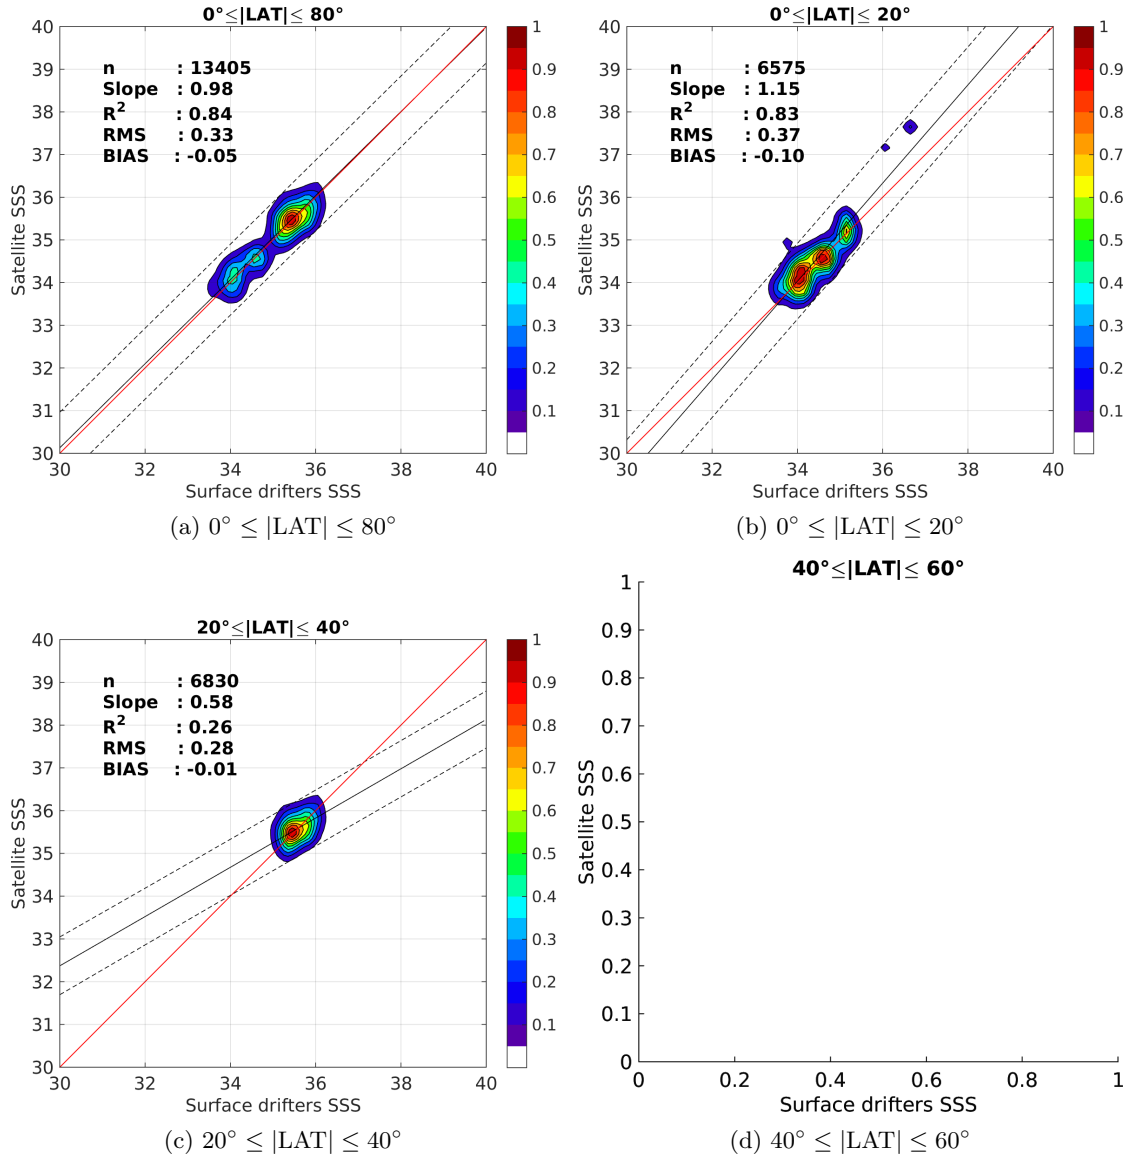 0°≤|LAT|≤ 80°
n : 13405
Slope : 0.98
R² : 0.84
RMS : 0.33
BIAS : -0.05
40
39
38
37
36
35
34
33
32
31
30
30 32 34 36 38 40
Satellite SSS
Surface drifters SSS
1
0.9
0.8
0.7
0.6
0.5
0.4
0.3
0.2
0.1
(a) 0° ≤ |LAT| ≤ 80°
0°≤|LAT|≤ 20°
n : 6575
Slope : 1.15
R² : 0.83
RMS : 0.37
BIAS : -0.10
40
39
38
37
36
35
34
33
32
31
30
30 32 34 36 38 40
Satellite SSS
Surface drifters SSS
1
0.9
0.8
0.7
0.6
0.5
0.4
0.3
0.2
0.1
(b) 0° ≤ |LAT| ≤ 20°
20°≤|LAT|≤ 40°
n : 6830
Slope : 0.58
R² : 0.26
RMS : 0.28
BIAS : -0.01
40
39
38
37
36
35
34
33
32
31
30
30 32 34 36 38 40
Satellite SSS
Surface drifters SSS
1
0.9
0.8
0.7
0.6
0.5
0.4
0.3
0.2
0.1
(c) 20° ≤ |LAT| ≤ 40°
40°≤|LAT|≤ 60°
1
0.9
0.8
0.7
0.6
0.5
0.4
0.3
0.2
0.1
0
0 0.2 0.4 0.6 0.8 1
Satellite SSS
Surface drifters SSS
(d) 40° ≤ |LAT| ≤ 60°